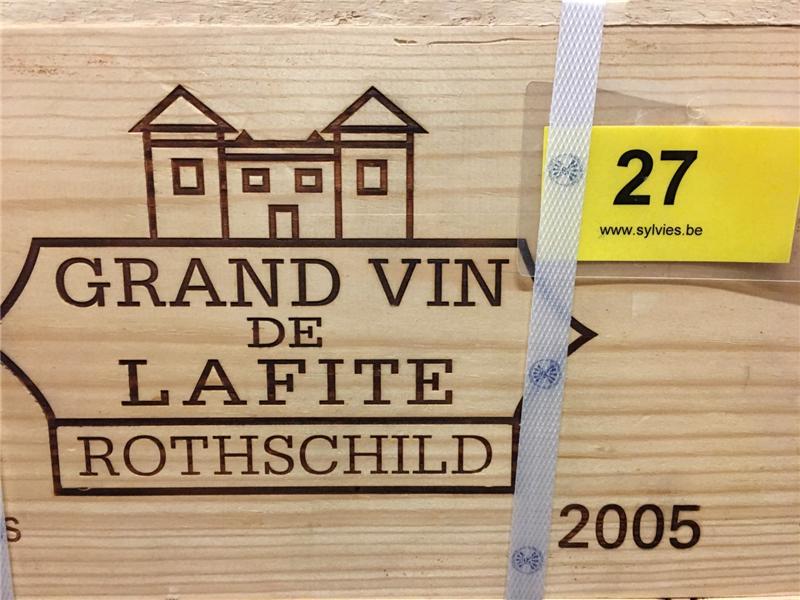 27
www.sylvies.be
GRAND VIN
DE
LAFITE
ROTHSCHILD
2005